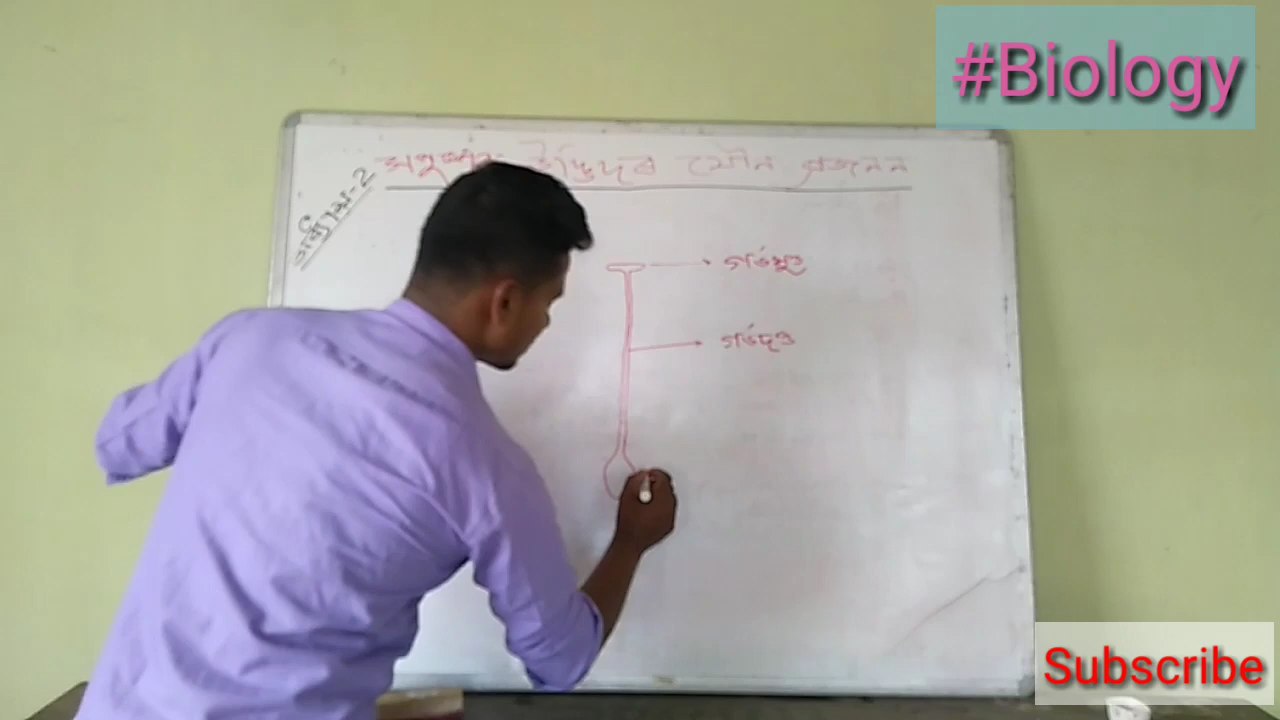 #Biology
অধ্যায়-2
উদ্ভিদৰ যৌন প্ৰজনন
গৰ্ভমুণ্ড
গৰ্ভদণ্ড
Subscribe